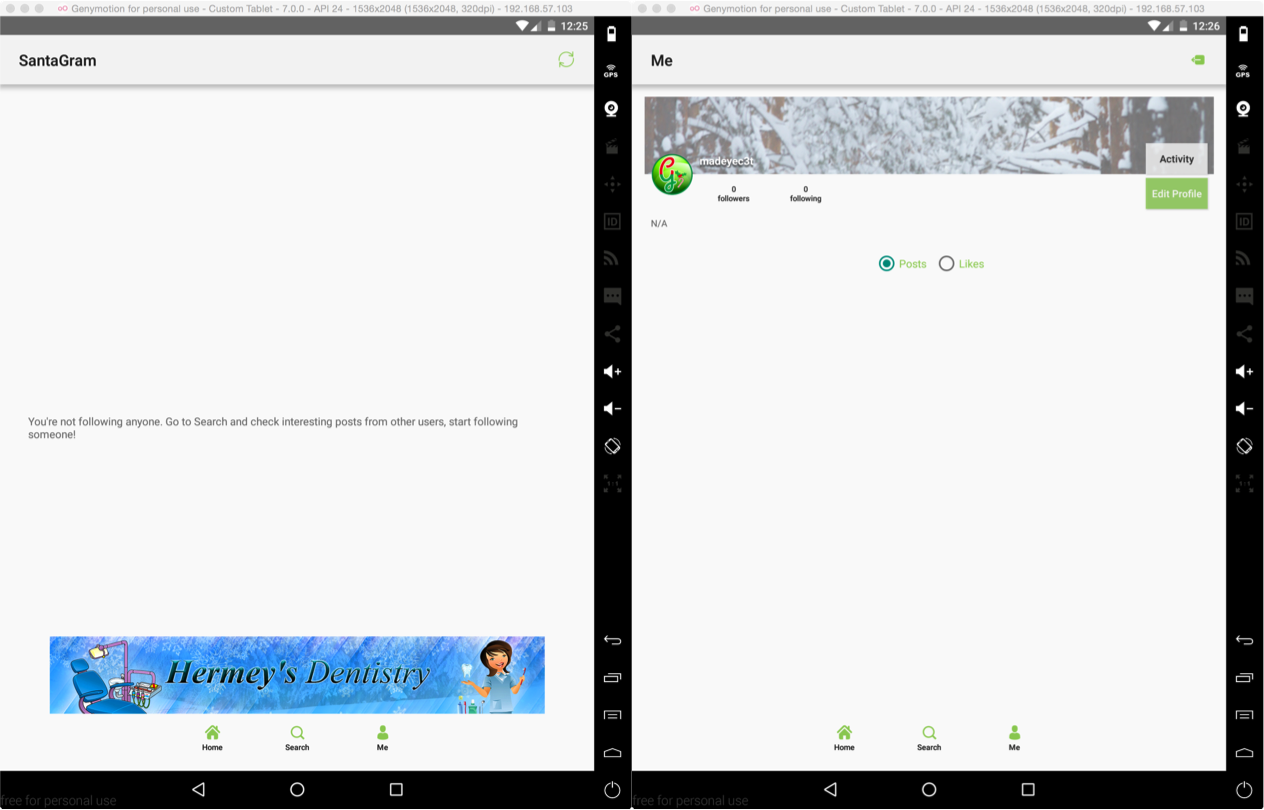 Genymotion for personal use - Custom Tablet - 7.0.0 - API 24 - 1536x2048 (1536x2048, 320dpi) - 192.168.57.103
12:25
SantaGram
GPS
ID
You're not following anyone. Go to Search and check interesting posts from other users, start following
someone!
Hermey's Dentistry
Home
Search
Me
free for personal use
Genymotion for personal use - Custom Tablet - 7.0.0 - API 24 - 1536x2048 (1536x2048, 320dpi) - 192.168.57.103
12:26
Me
GPS
madeyec3t
Activity
0
followers
0
following
Edit Profile
ID
N/A
Posts
Likes
Home
Search
Me
free for personal use